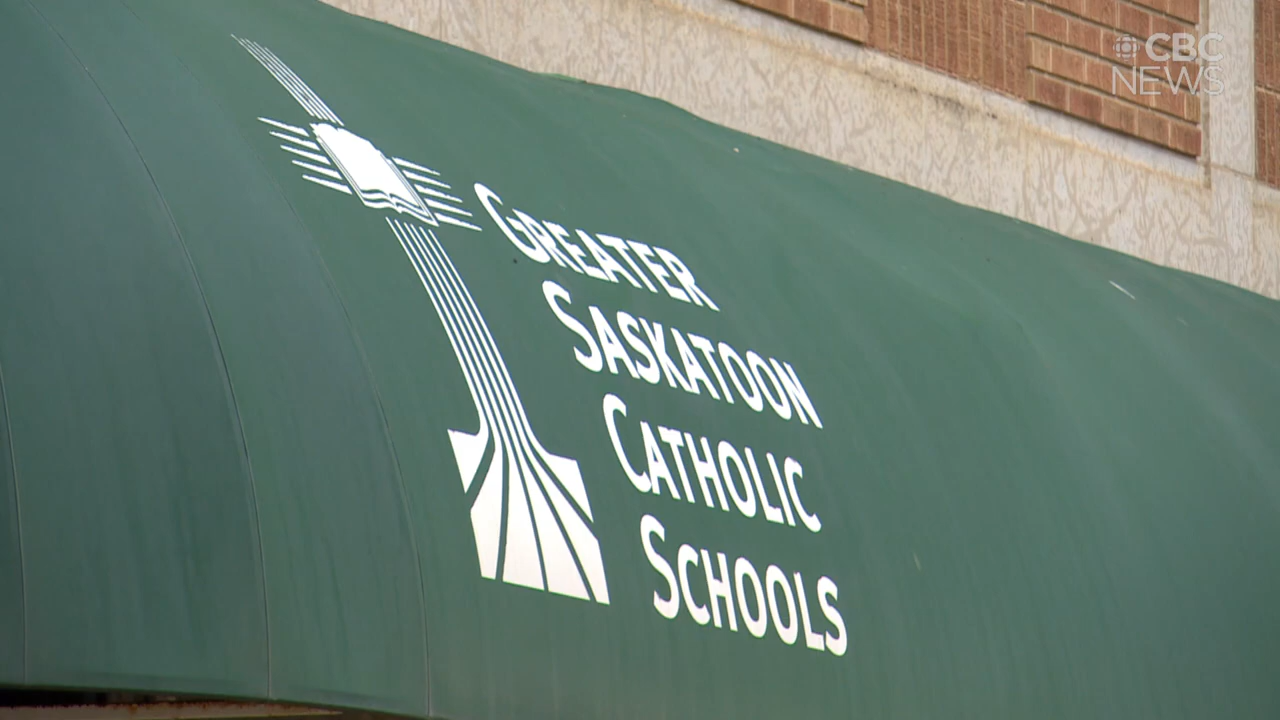 CBC
NEWS
GREATER
SASKATOON
CATHOLIC
SCHOOLS